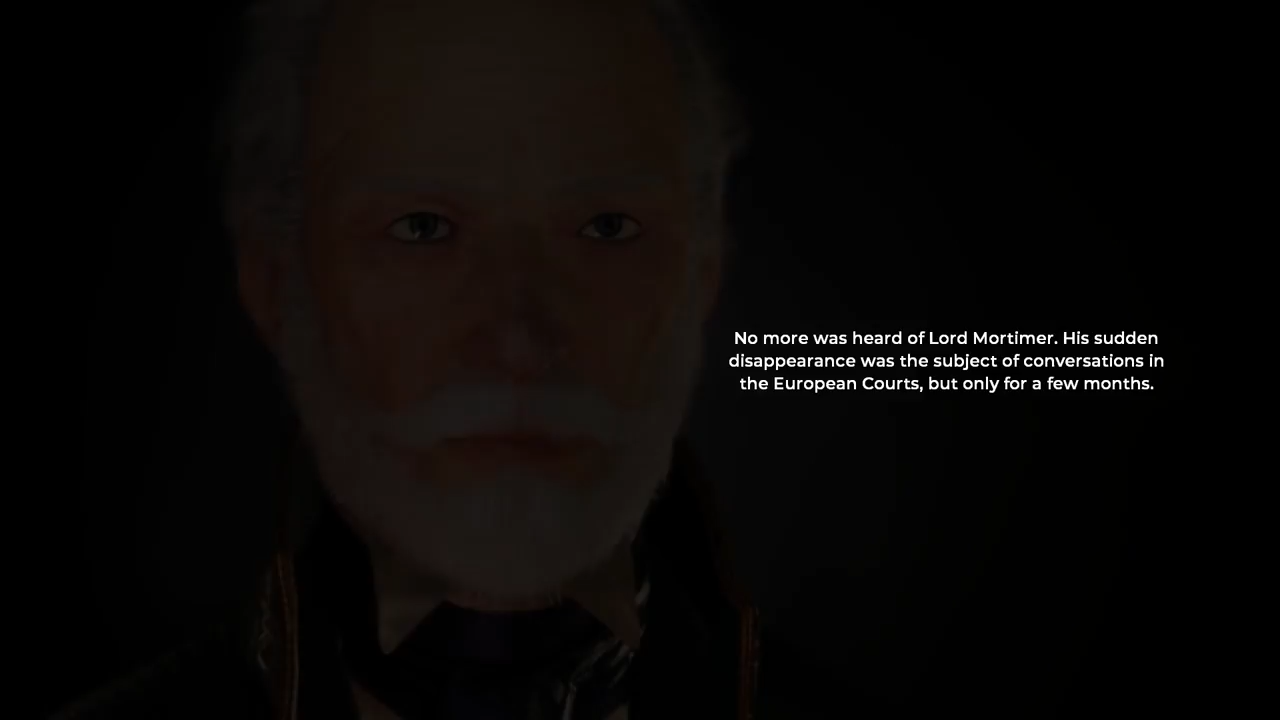 No more was heard of Lord Mortimer. His sudden
disappearance was the subject of conversations in
the European Courts, but only for a few months.